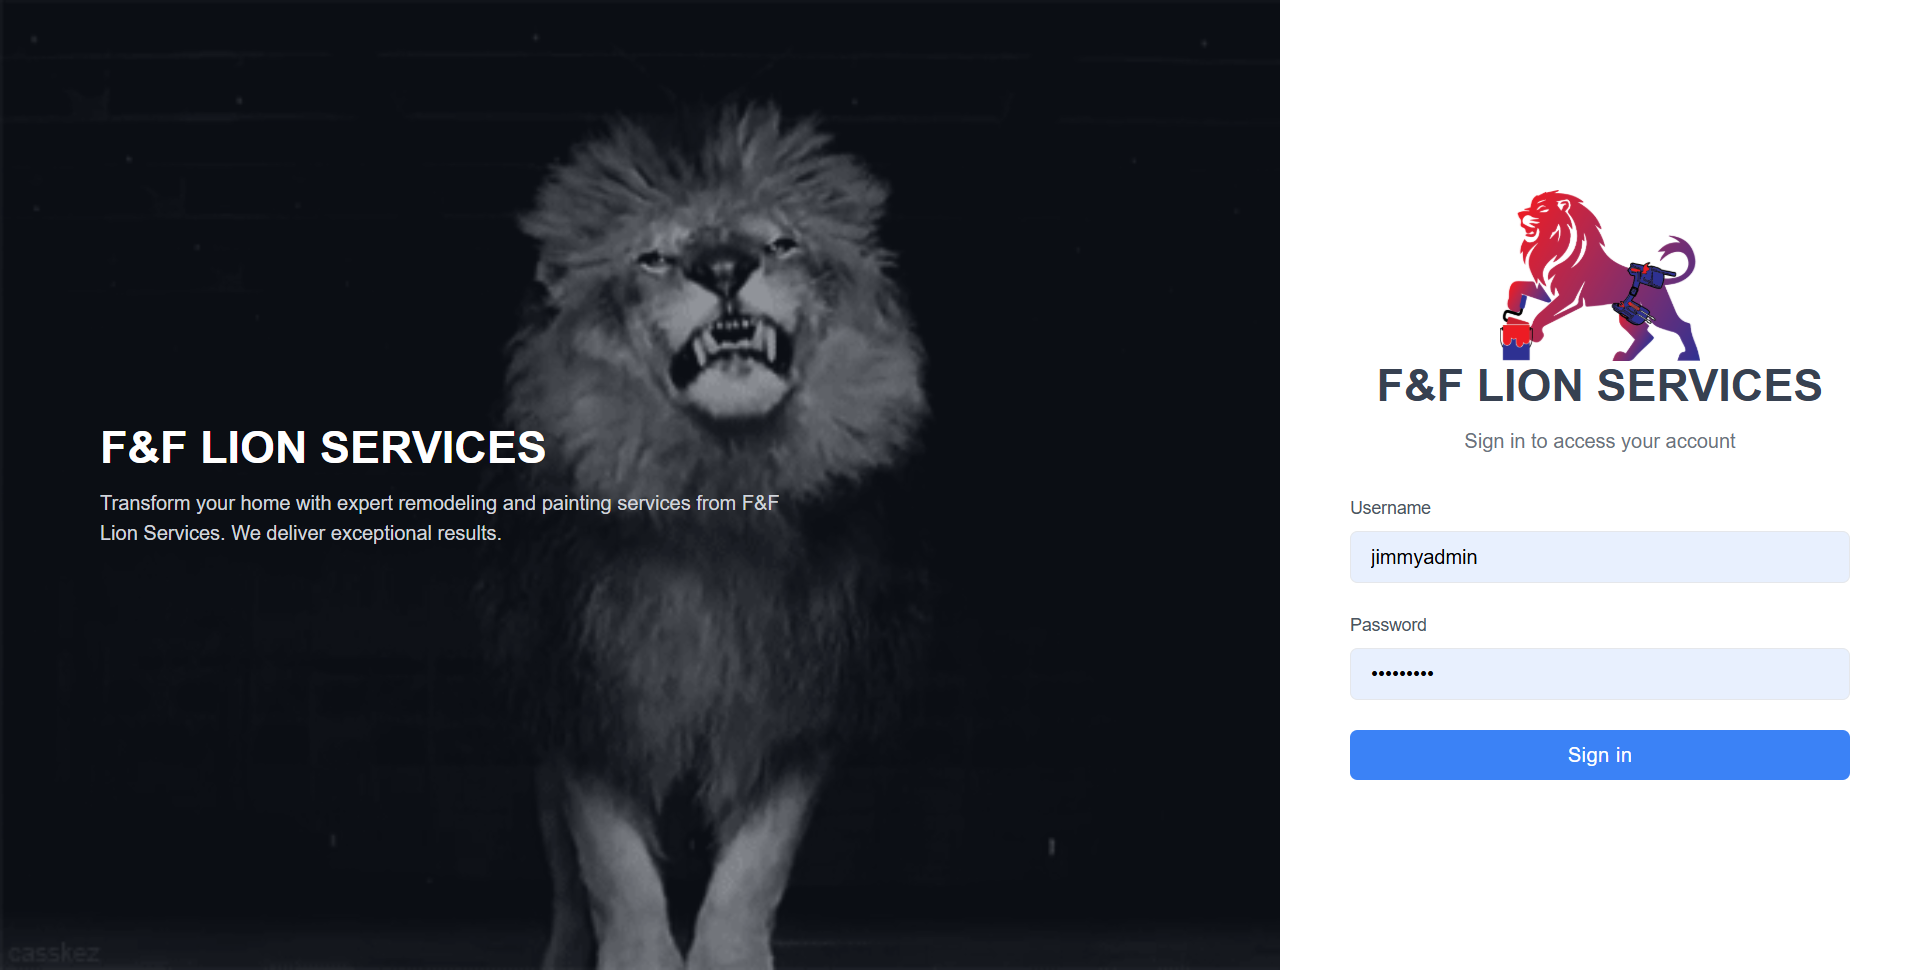 F&F LION SERVICES
Transform your home with expert remodeling and painting services from F&F
Lion Services. We deliver exceptional results.
casskez
F&F LION SERVICES
Sign in to access your account
Username
jimmyadmin
Password
•••••••••
Sign in